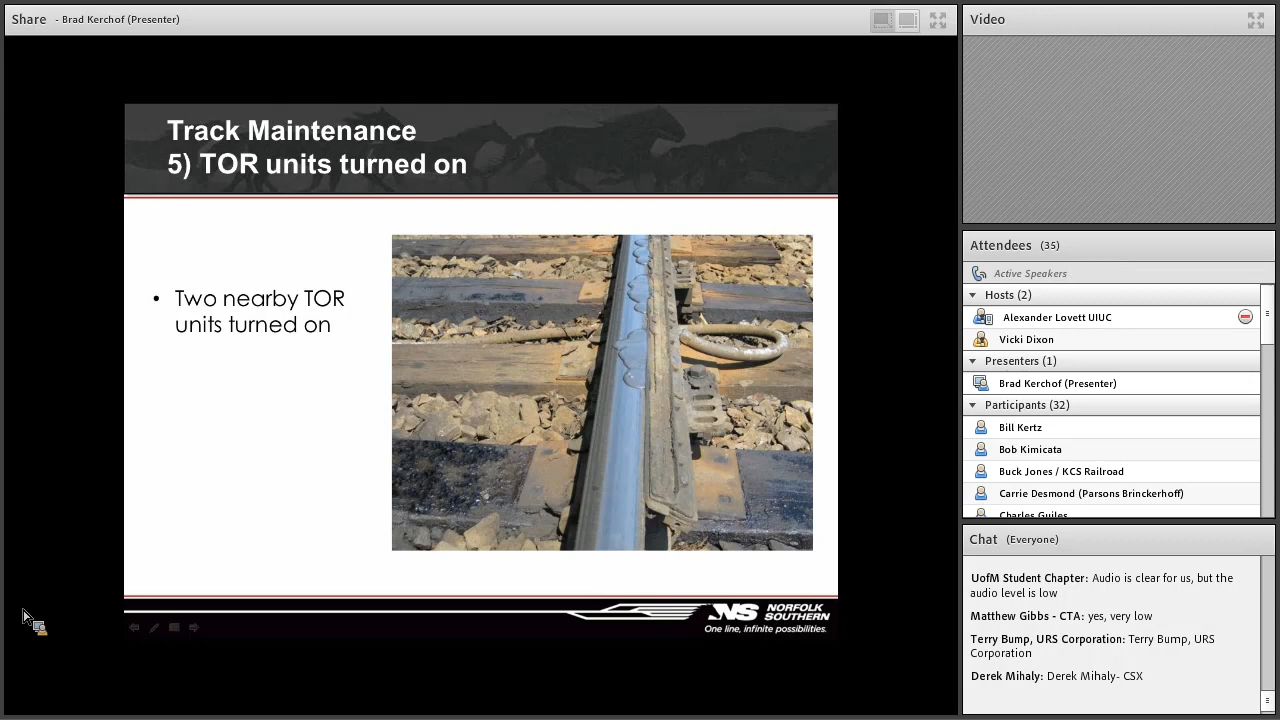 Share - Brad Kerchof (Presenter)
Track Maintenance
5) TOR units turned on
• Two nearby TOR
units turned on
NS NORFOLK
SOUTHERN
One line, infinite possibilities.
Video
Attendees (35)
Active Speakers
Hosts (2)
Alexander Lovett UIUC
Vicki Dixon
Presenters (1)
Brad Kerchof (Presenter)
Participants (32)
Bill Kertz
Bob Kimicata
Buck Jones / KCS Railroad
Carrie Desmond (Parsons Brinckerhoff)
Charles Guiles
Chat (Everyone)
UofM Student Chapter: Audio is clear for us, but the
audio level is low
Matthew Gibbs - CTA: yes, very low
Terry Bump, URS Corporation: Terry Bump, URS
Corporation
Derek Mihaly: Derek Mihaly- CSX